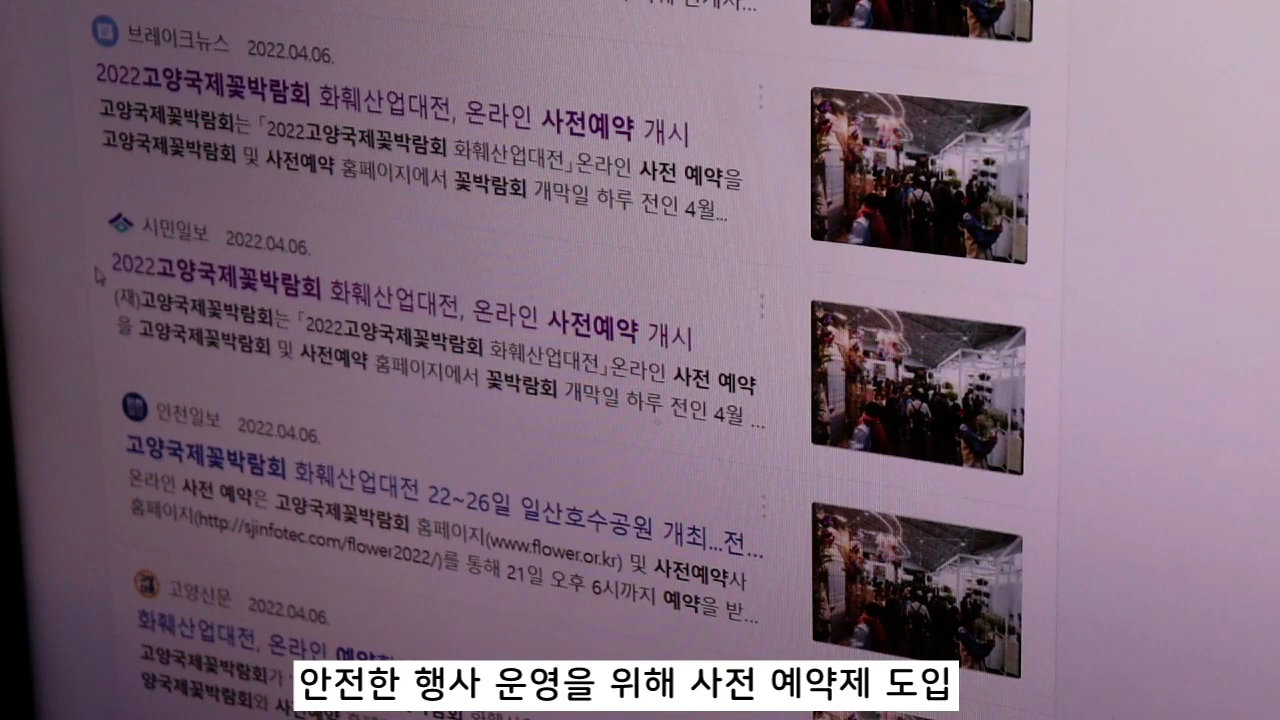 브레이크뉴스 2022.04.06.
2022고양국제꽃박람회 화훼산업대전, 온라인 사전예약 개시
고양국제꽃박람회는 「2022고양국제꽃박람회 화훼산업대전」온라인 사전 예약을
고양국제꽃박람회 및 사전예약 홈페이지에서 꽃박람회 개막일 하루 전인 4월...
시민일보 2022.04.06.
2022고양국제꽃박람회 화훼산업대전, 온라인 사전예약 개시
(재)고양국제꽃박람회는 「2022고양국제꽃박람회 화훼산업대전」온라인 사전 예약
을 고양국제꽃박람회 및 사전예약 홈페이지에서 꽃박람회 개막일 하루 전인 4월 ...
인천일보 2022.04.06.
고양국제꽃박람회 화훼산업대전 22~26일 일산호수공원 개최...전...
온라인 사전 예약은 고양국제꽃박람회 홈페이지(www.flower.or.kr) 및 사전예약사
홈페이지(http://sjinfotec.com/flower2022/)를 통해 21일 오후 6시까지 예약을 받...
고양신문 2022.04.06.
화훼산업대전, 온라인
고양국제꽃박람회가
양국제꽃박람회와
안전한 행사 운영을 위해 사전 예약제 도입